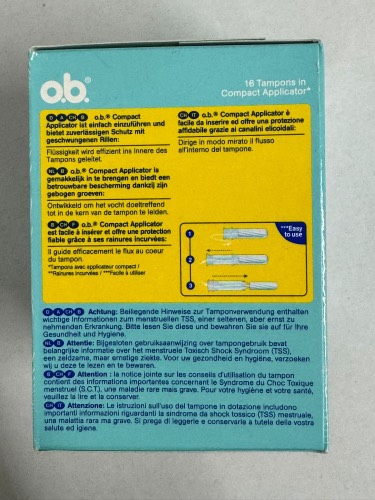 o.b.
16 Tampons in
Compact Applicator*
D A CH B o.b.® Compact
Applicator ist einfach einzuführen und
bietet zuverlässigen Schutz mit
geschwungenen Rillen:
Flüssigkeit wird effizient ins Innere des
Tampons geleitet.
NL B o.b.® Compact Applicator is
gemakkelijk in te brengen en biedt een
betrouwbare bescherming dankzij zijn
gebogen groeven:
Ontwikkeld om het vocht doeltreffend
tot in de kern van de tampon te leiden.
B CH F o.b.® Compact Applicator
est facile à insérer et offre une protection
fiable grâce à ses rainures incurvées:
Il guide efficacement le flux au coeur
du tampon.
*Tampons avec applicateur compact /
**Rainures incurvées / ***Facile à utiliser
CH IT o.b.® Compact Applicator è
facile da inserire ed offre una protezione
affidabile grazie ai canalini elicoidali:
Dirige in modo mirato il flusso
all'interno del tampone.
***Easy
to use
1
2
3
D A CH B Achtung: Beiliegende Hinweise zur Tamponverwendung enthalten
wichtige Informationen zum menstruellen TSS, einer seltenen, aber ernst zu
nehmenden Erkrankung. Bitte lesen Sie diese und bewahren Sie sie auf für Ihre
Gesundheit und Hygiene.
NL B Attentie: Bijgesloten gebruiksaanwijzing over tampongebruik bevat
belangrijke informatie over het menstruele Toxisch Shock Syndroom (TSS),
een zeldzame, maar ernstige ziekte. Voor uw gezondheid en hygiëne, verzoeken
wij u deze te lezen en te bewaren.
B CH F Attention : la notice jointe sur les conseils d'utilisation du tampon
contient des informations importantes concernant le Syndrome du Choc Toxique
menstruel (S.C.T.), une maladie rare mais grave. Pour votre hygiène et votre santé,
veuillez la lire et la conserver.
CH IT Attenzione: Le istruzioni sull'uso del tampone in dotazione includono
importanti informazioni riguardanti la sindrome da shock tossico (TSS) mestruale,
una malattia rara ma grave. Si prega di leggere e conservarle a tutela della vostra
salute ed igiene.